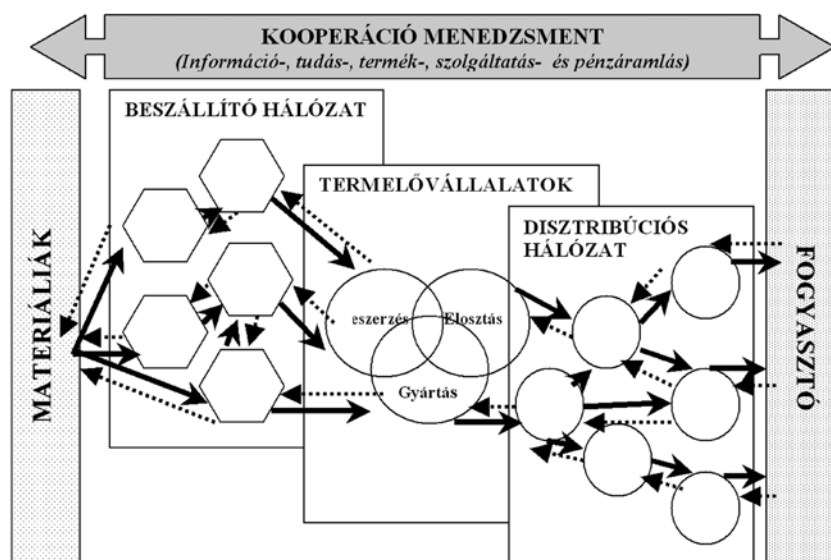 KOOPERÁCIÓ MENEDZSMENT
(Információ-, tudás-, termék-, szolgáltatás- és pénzáramlás)
MATERIÁLIÁK
BESZÁLLÍTÓ HÁLÓZAT
TERMELŐVÁLLALATOK
DISZTRIBÚCIÓS
HÁLÓZAT
eszerzés
Elosztás
Gyártás
FOGYASZTÓ